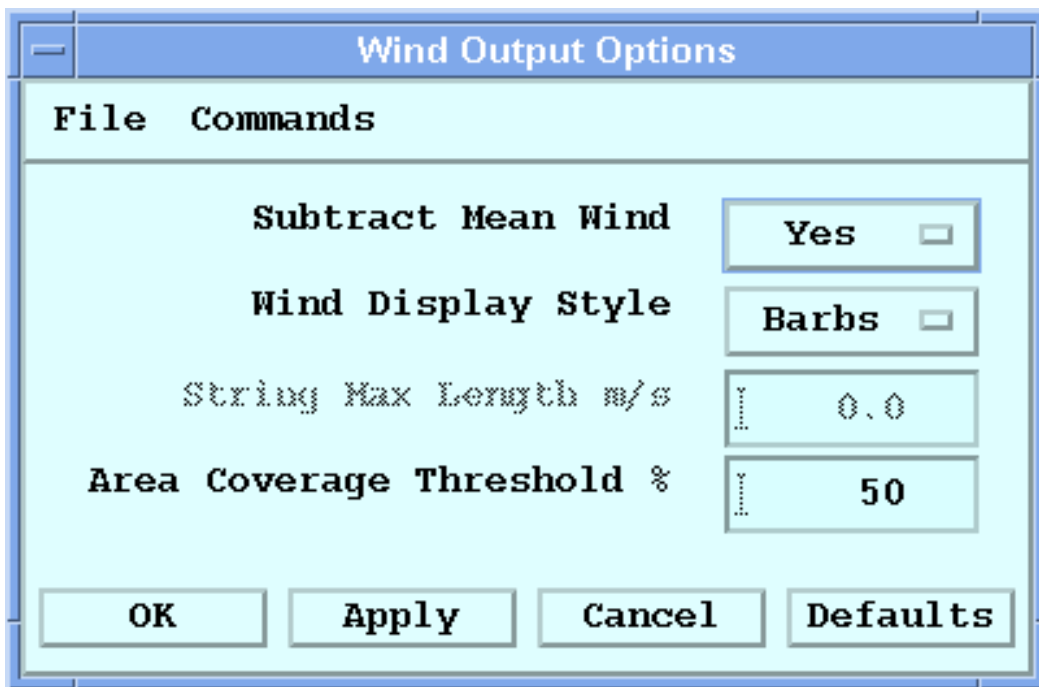 Wind Output Options
File Commands
Subtract Mean Wind Yes
Wind Display Style Barbs
String Max Length m/s 0.0
Area Coverage Threshold % 50
OK Apply Cancel Defaults